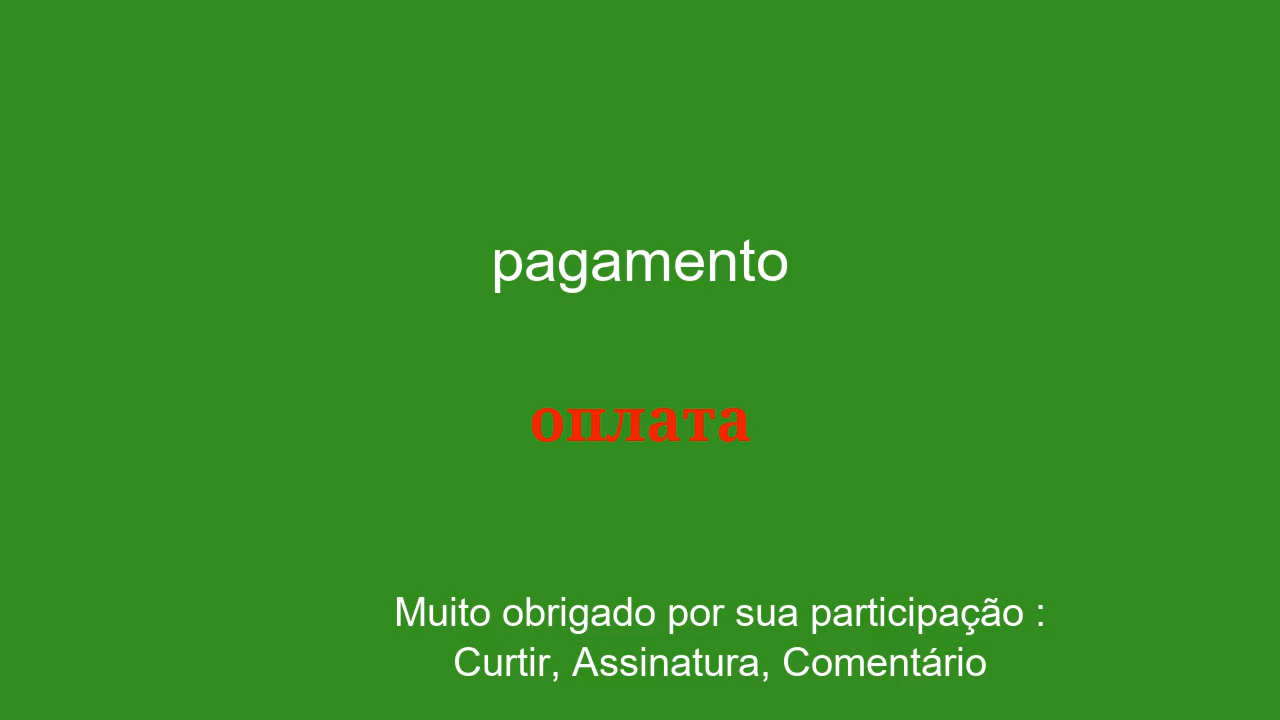 pagamento
оплата
Muito obrigado por sua participação :
Curtir, Assinatura, Comentário